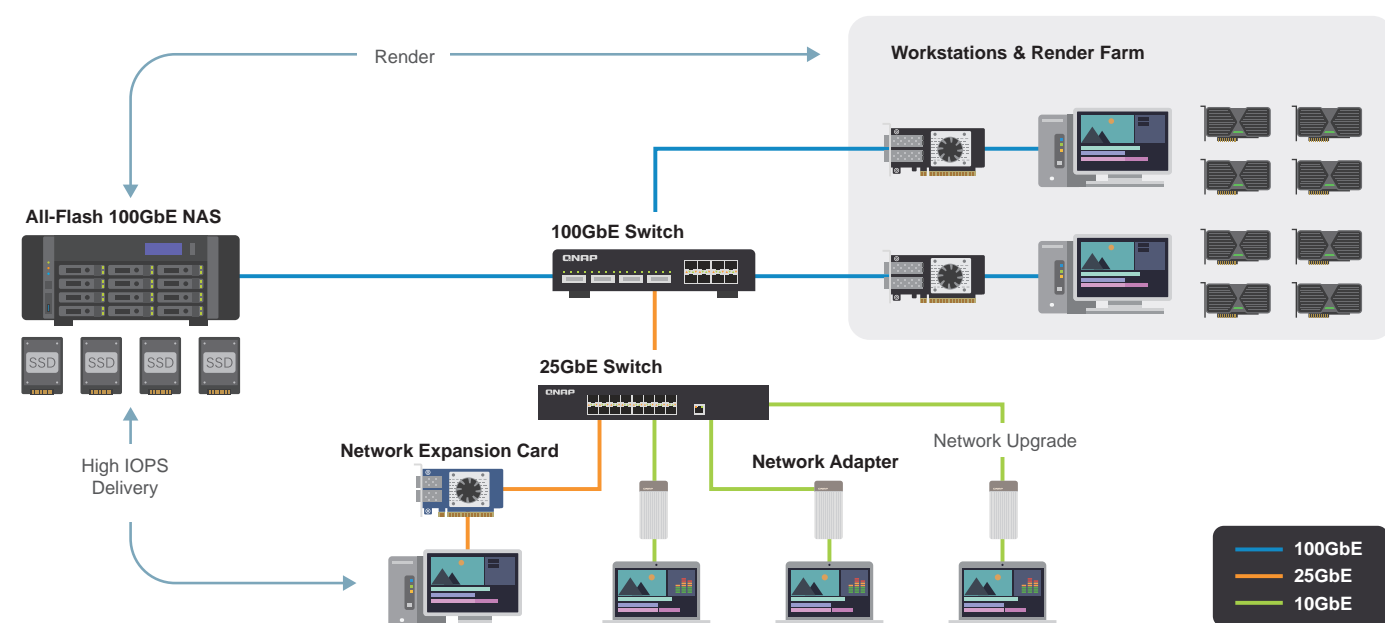 Render
Workstations & Render Farm
All-Flash 100GbE NAS
100GbE Switch
QNAP
SSD
SSD
SSD
SSD
25GbE Switch
QNAP
High IOPS
Delivery
Network Expansion Card
Network Adapter
Network Upgrade
100GbE
25GbE
10GbE